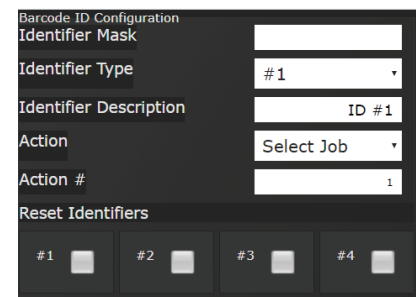 Barcode ID Configuration
Identifier Mask
Identifier Type #1
Identifier Description ID #1
Action Select Job
Action # 1
Reset Identifiers
#1 #2 #3 #4